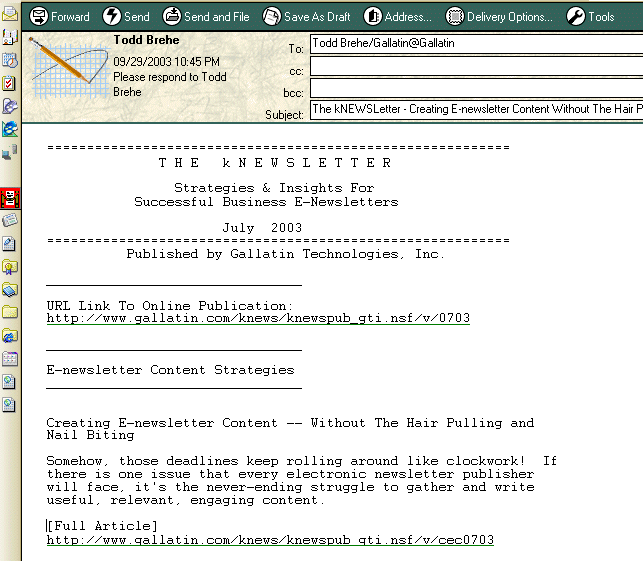 Forward Send Send and File Save As Draft Address... Delivery Options... Tools
Todd Brehe
09/29/2003 10:45 PM
Please respond to Todd
Brehe
To: Todd Brehe/Gallatin@Gallatin
cc:
bcc:
Subject: The kNEWSLetter - Creating E-newsletter Content Without The Hair P
==========================================================
T H E  k N E W S L E T T E R
Strategies & Insights For
Successful Business E-Newsletters
July  2003
==========================================================
Published by Gallatin Technologies, Inc.
________________________________
URL Link To Online Publication:
http://www.gallatin.com/knews/knewspub_gti.nsf/v/0703
________________________________
E-newsletter Content Strategies
________________________________
Creating E-newsletter Content -- Without The Hair Pulling and
Nail Biting
Somehow, those deadlines keep rolling around like clockwork!  If
there is one issue that every electronic newsletter publisher
will face, it's the never-ending struggle to gather and write
useful, relevant, engaging content.
[Full Article]
http://www.gallatin.com/knews/knewspub_gti.nsf/v/cec0703